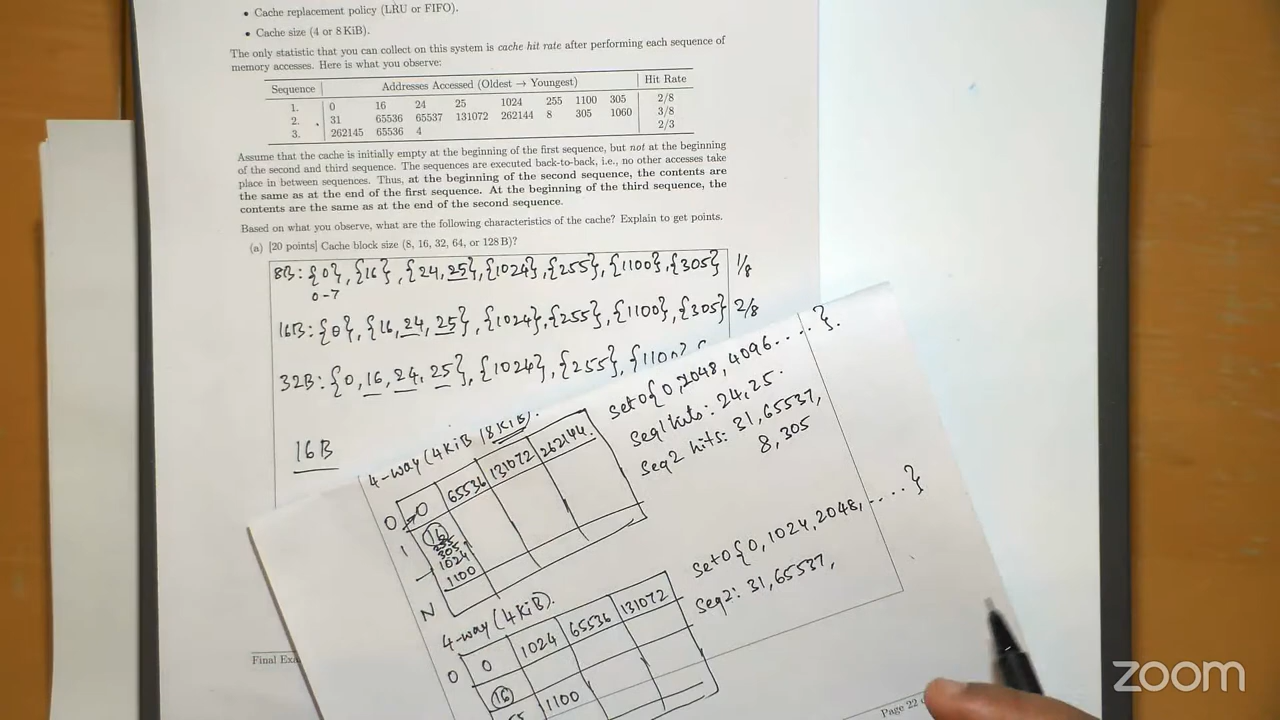 • Cache replacement policy (LRU or FIFO).
• Cache size (4 or 8 KiB).
The only statistic that you can collect on this system is cache hit rate after performing each sequence of
memory accesses. Here is what you observe:
Sequence Addresses Accessed (Oldest → Youngest) Hit Rate
1. 0 16 24 25 1024 255 1100 305 2/8
2. 31 65536 65537 131072 262144 8 305 1060 3/8
3. 262145 65536 4 2/3
Assume that the cache is initially empty at the beginning of the first sequence, but not at the beginning
of the second and third sequence. The sequences are executed back-to-back, i.e., no other accesses take
place in between sequences. Thus, at the beginning of the second sequence, the contents are
the same as at the end of the first sequence. At the beginning of the third sequence, the
contents are the same as at the end of the second sequence.
Based on what you observe, what are the following characteristics of the cache? Explain to get points.
(a) [20 points] Cache block size (8, 16, 32, 64, or 128 B)?
8B: {0}, {16}, {24, 25}, {1024}, {255}, {1100}, {305} 1/8
0-7
16B: {0}, {16, 24, 25}, {1024}, {255}, {1100}, {305} 2/8
32B: {0, 16, 24, 25}, {1024}, {255}, {110
16B
4-way (4KiB /8KiB).
0 0 65536 131072 262144
1 16
305
1024
1100
N
Set 0 {0, 2048, 4096....}.
Seq1 hits: 24, 25.
Seq2 hits: 31, 65537,
8, 305
4-way (4KiB).
0 0 1024 65536 131072
16
1100
Set 0 {0, 1024, 2048, ....}
Seq2: 31, 65537,
Final
Page 22
zoom